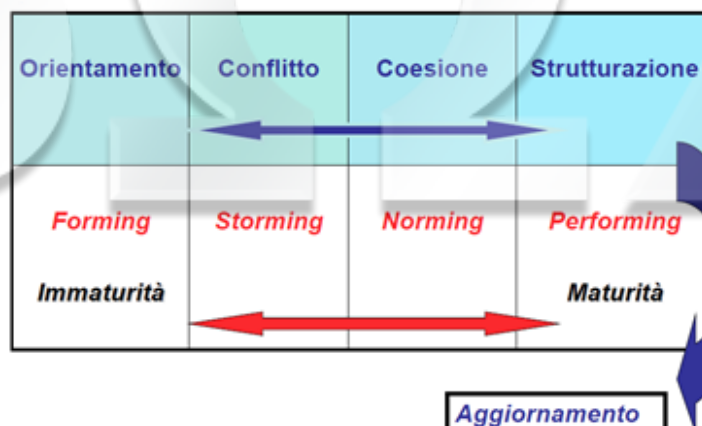 Orientamento Conflitto Coesione Strutturazione
Forming Storming Norming Performing
Immaturità Maturità
Aggiornamento